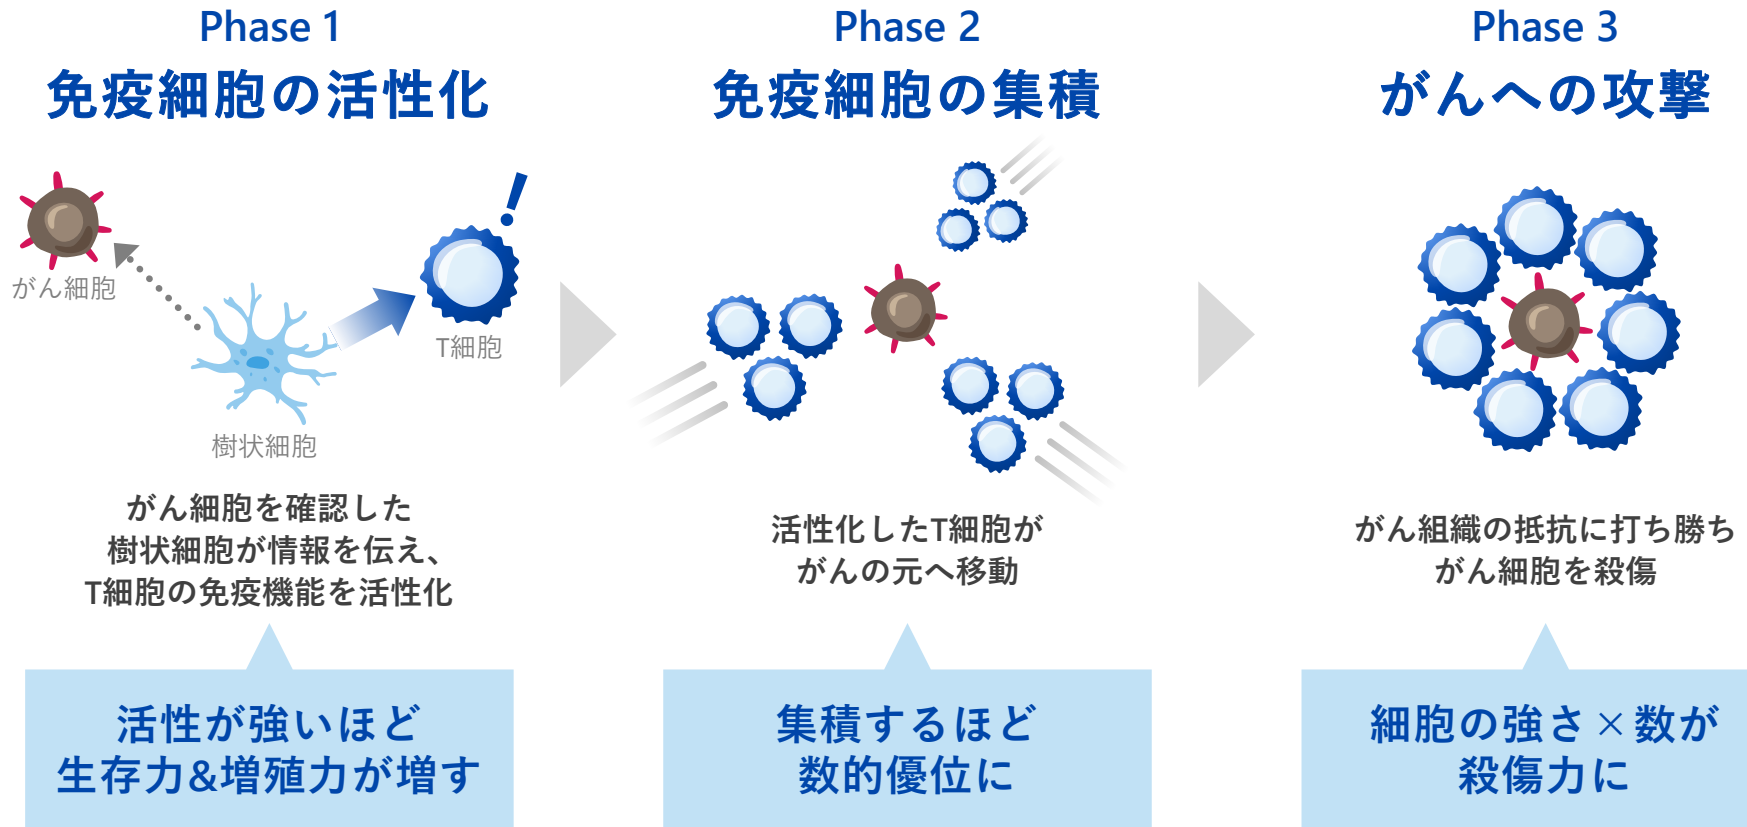 Phase 1
免疫細胞の活性化
がん細胞
T細胞
樹状細胞
がん細胞を確認した
樹状細胞が情報を伝え、
T細胞の免疫機能を活性化
活性が強いほど
生存力&増殖力が増す
Phase 2
免疫細胞の集積
活性化したT細胞が
がんの元へ移動
集積するほど
数的優位に
Phase 3
がんへの攻撃
がん組織の抵抗に打ち勝ち
がん細胞を殺傷
細胞の強さ×数が
殺傷力に